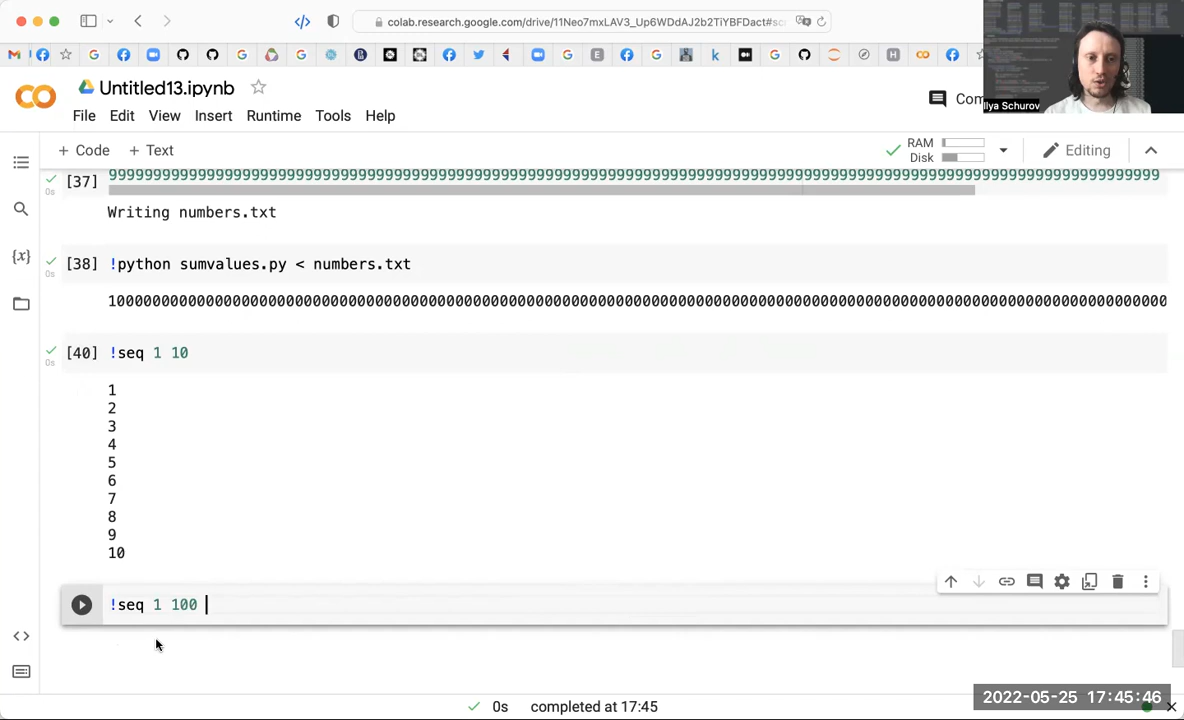 colab.research.google.com/drive/11Neo7mxLAV3_Up6WDdAJ2b2TiYBFDact#sc
Untitled13.ipynb
File Edit View Insert Runtime Tools Help
Ilya Schurov
+ Code + Text
RAM
Disk
Editing
[37]
Writing numbers.txt
[38] !python sumvalues.py < numbers.txt
0s
[40] !seq 1 10
0s
1
2
3
4
5
6
7
8
9
10
!seq 1 100
0s completed at 17:45
2022-05-25 17:45:46